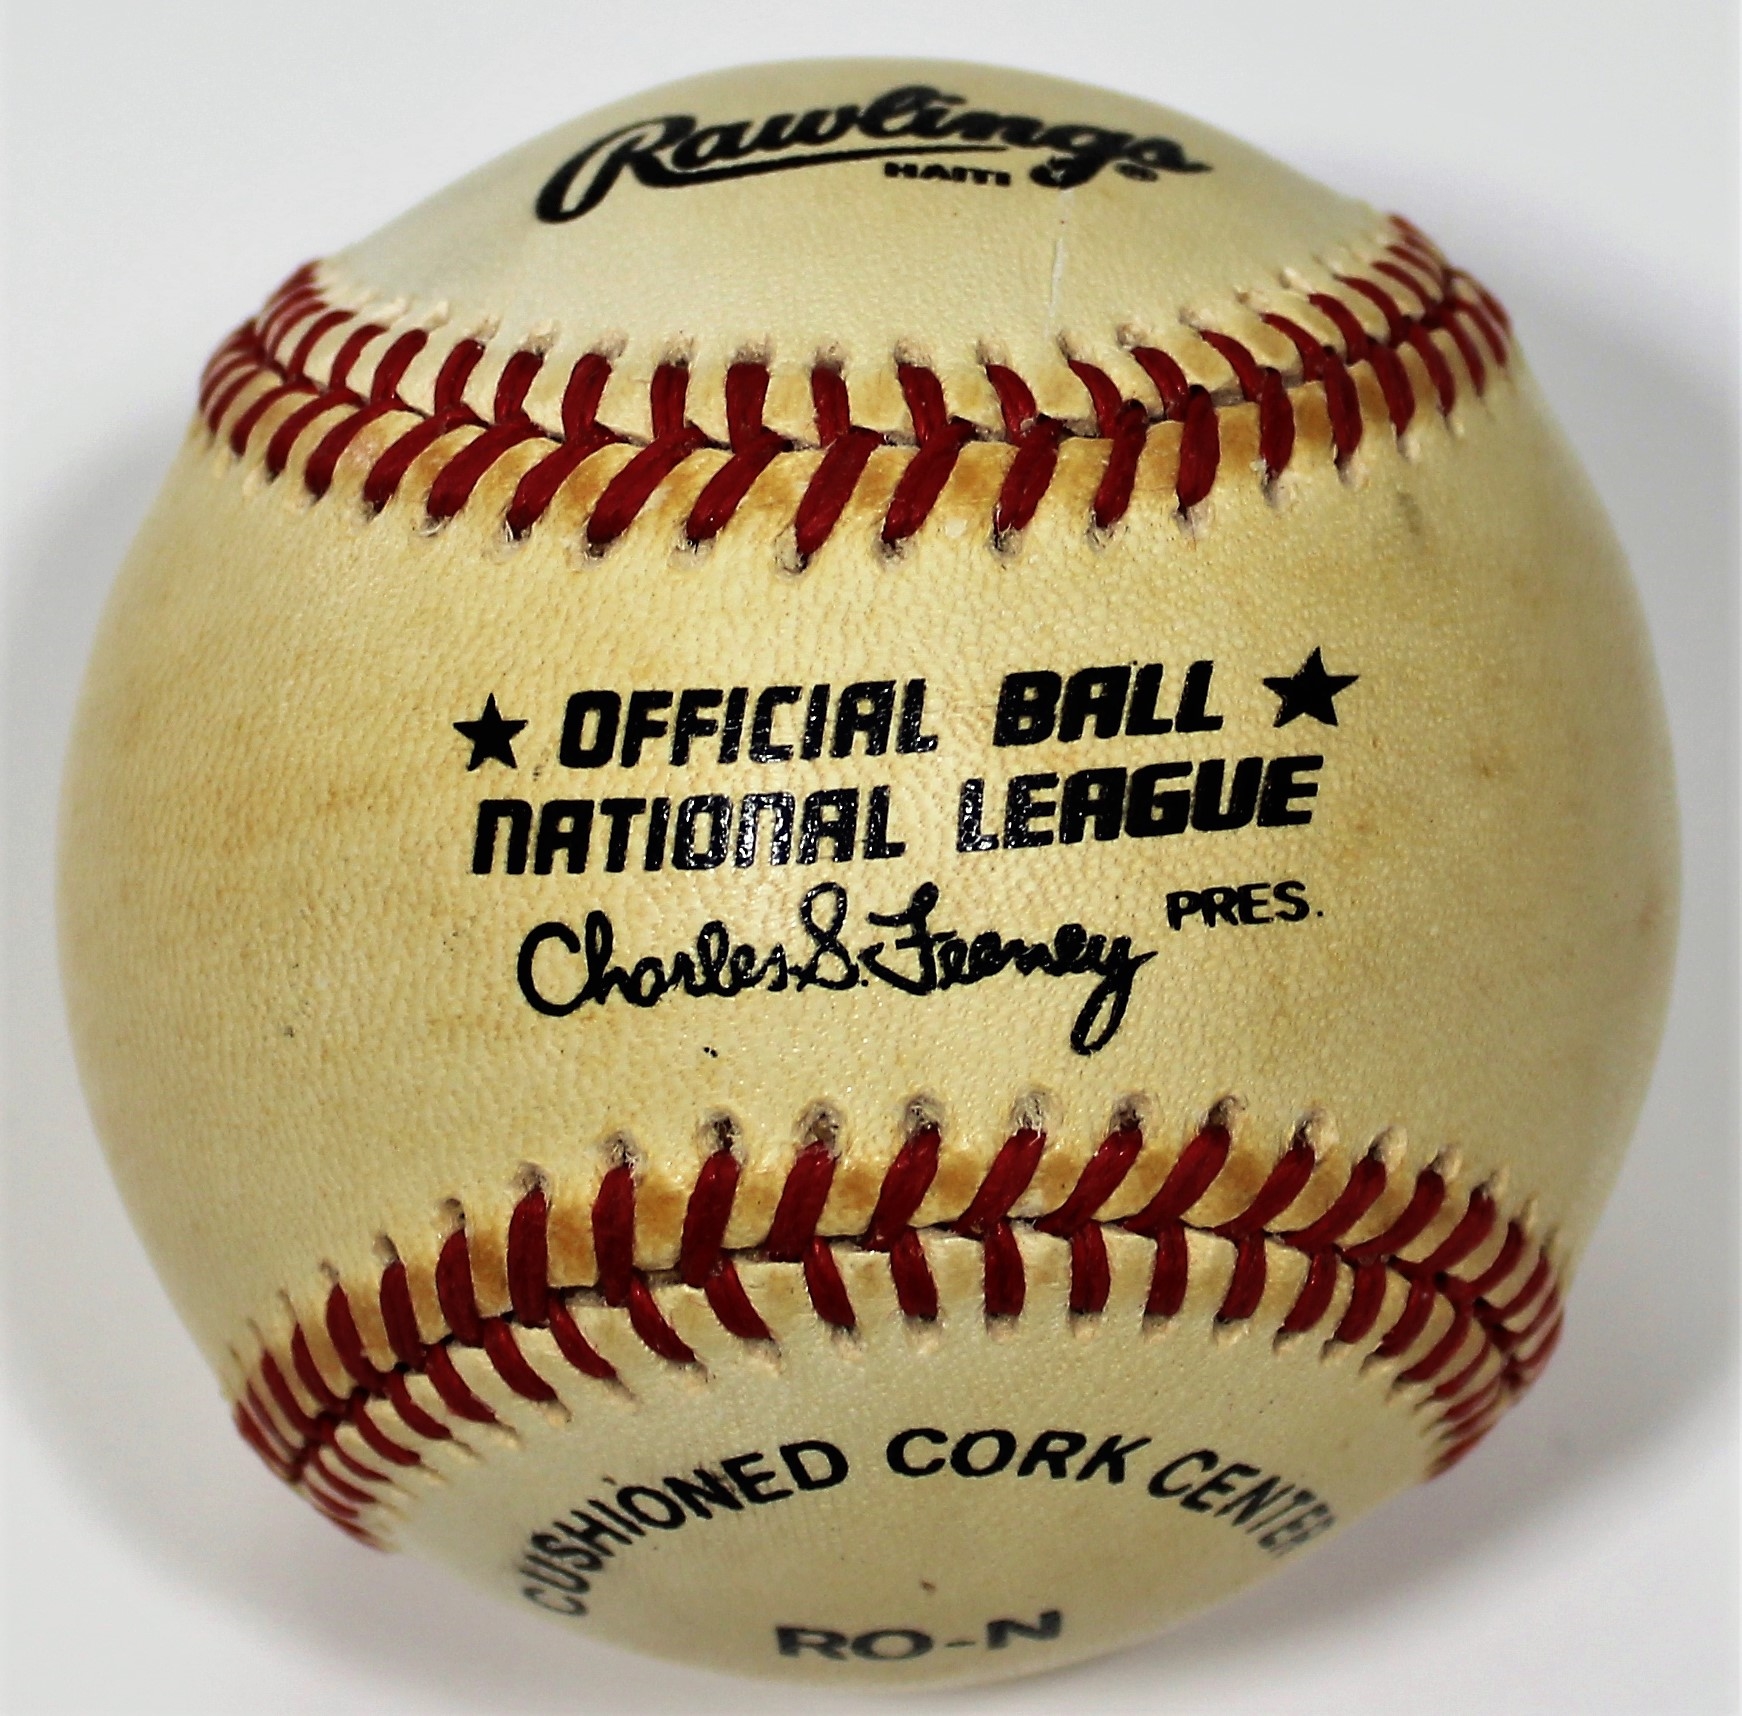 Rawlings ®
HAITI
★ OFFICIAL BALL ★
NATIONAL LEAGUE
Charles S. Feeney PRES.
CUSHIONED CORK CENTER
RO-N